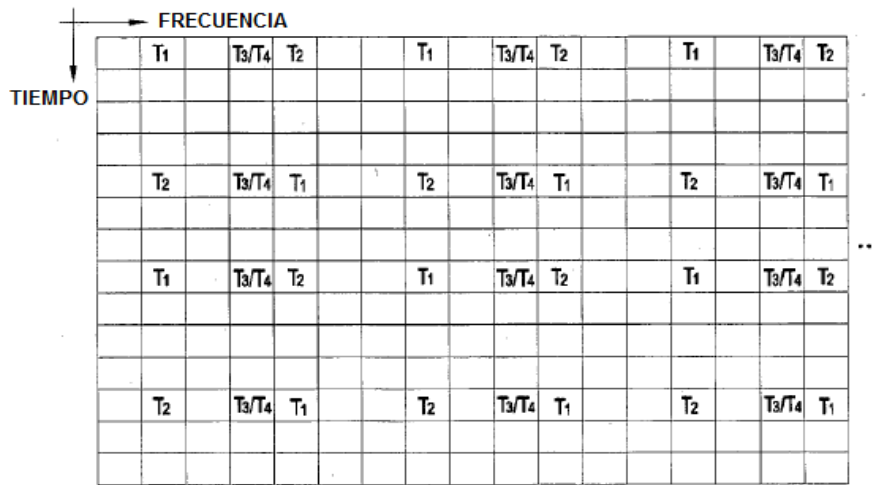 FRECUENCIA
T1 T3/T4 T2 T1 T3/T4 T2 T1 T3/T4 T2
TIEMPO
T2 T3/T4 T1 T2 T3/T4 T1 T2 T3/T4 T1
..
T1 T3/T4 T2 T1 T3/T4 T2 T1 T3/T4 T2
T2 T3/T4 T1 T2 T3/T4 T1 T2 T3/T4 T1